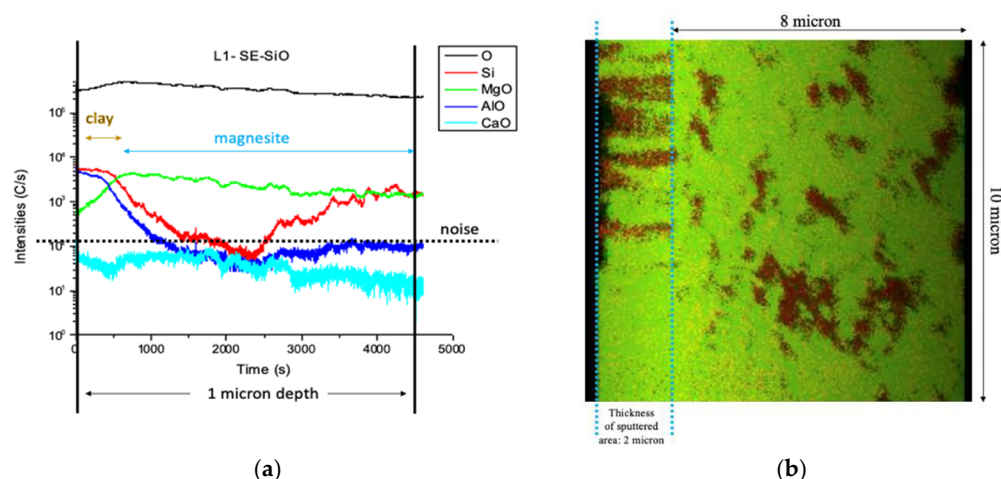 L1- SE-SiO
O
Si
MgO
AlO
CaO
clay
magnesite
noise
Intensities (C/s)
10⁵
10⁴
10³
10²
10¹
10⁰
0
1000
2000
3000
4000
5000
Time (s)
1 micron depth
(a)
8 micron
10 micron
Thickness
of sputtered
area: 2 micron
(b)